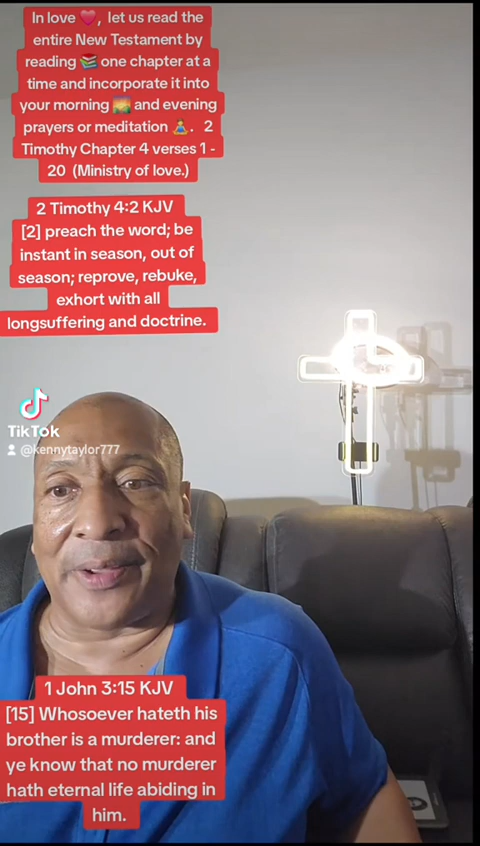 In love 💗, let us read the
entire New Testament by
reading 📚 one chapter at a
time and incorporate it into
your morning 🌅 and evening
prayers or meditation 🧘. 2
Timothy Chapter 4 verses 1 -
20 (Ministry of love.)
2 Timothy 4:2 KJV
[2] preach the word; be
instant in season, out of
season; reprove, rebuke,
exhort with all
longsuffering and doctrine.
TikTok
@kennytaylor777
1 John 3:15 KJV
[15] Whosoever hateth his
brother is a murderer: and
ye know that no murderer
hath eternal life abiding in
him.